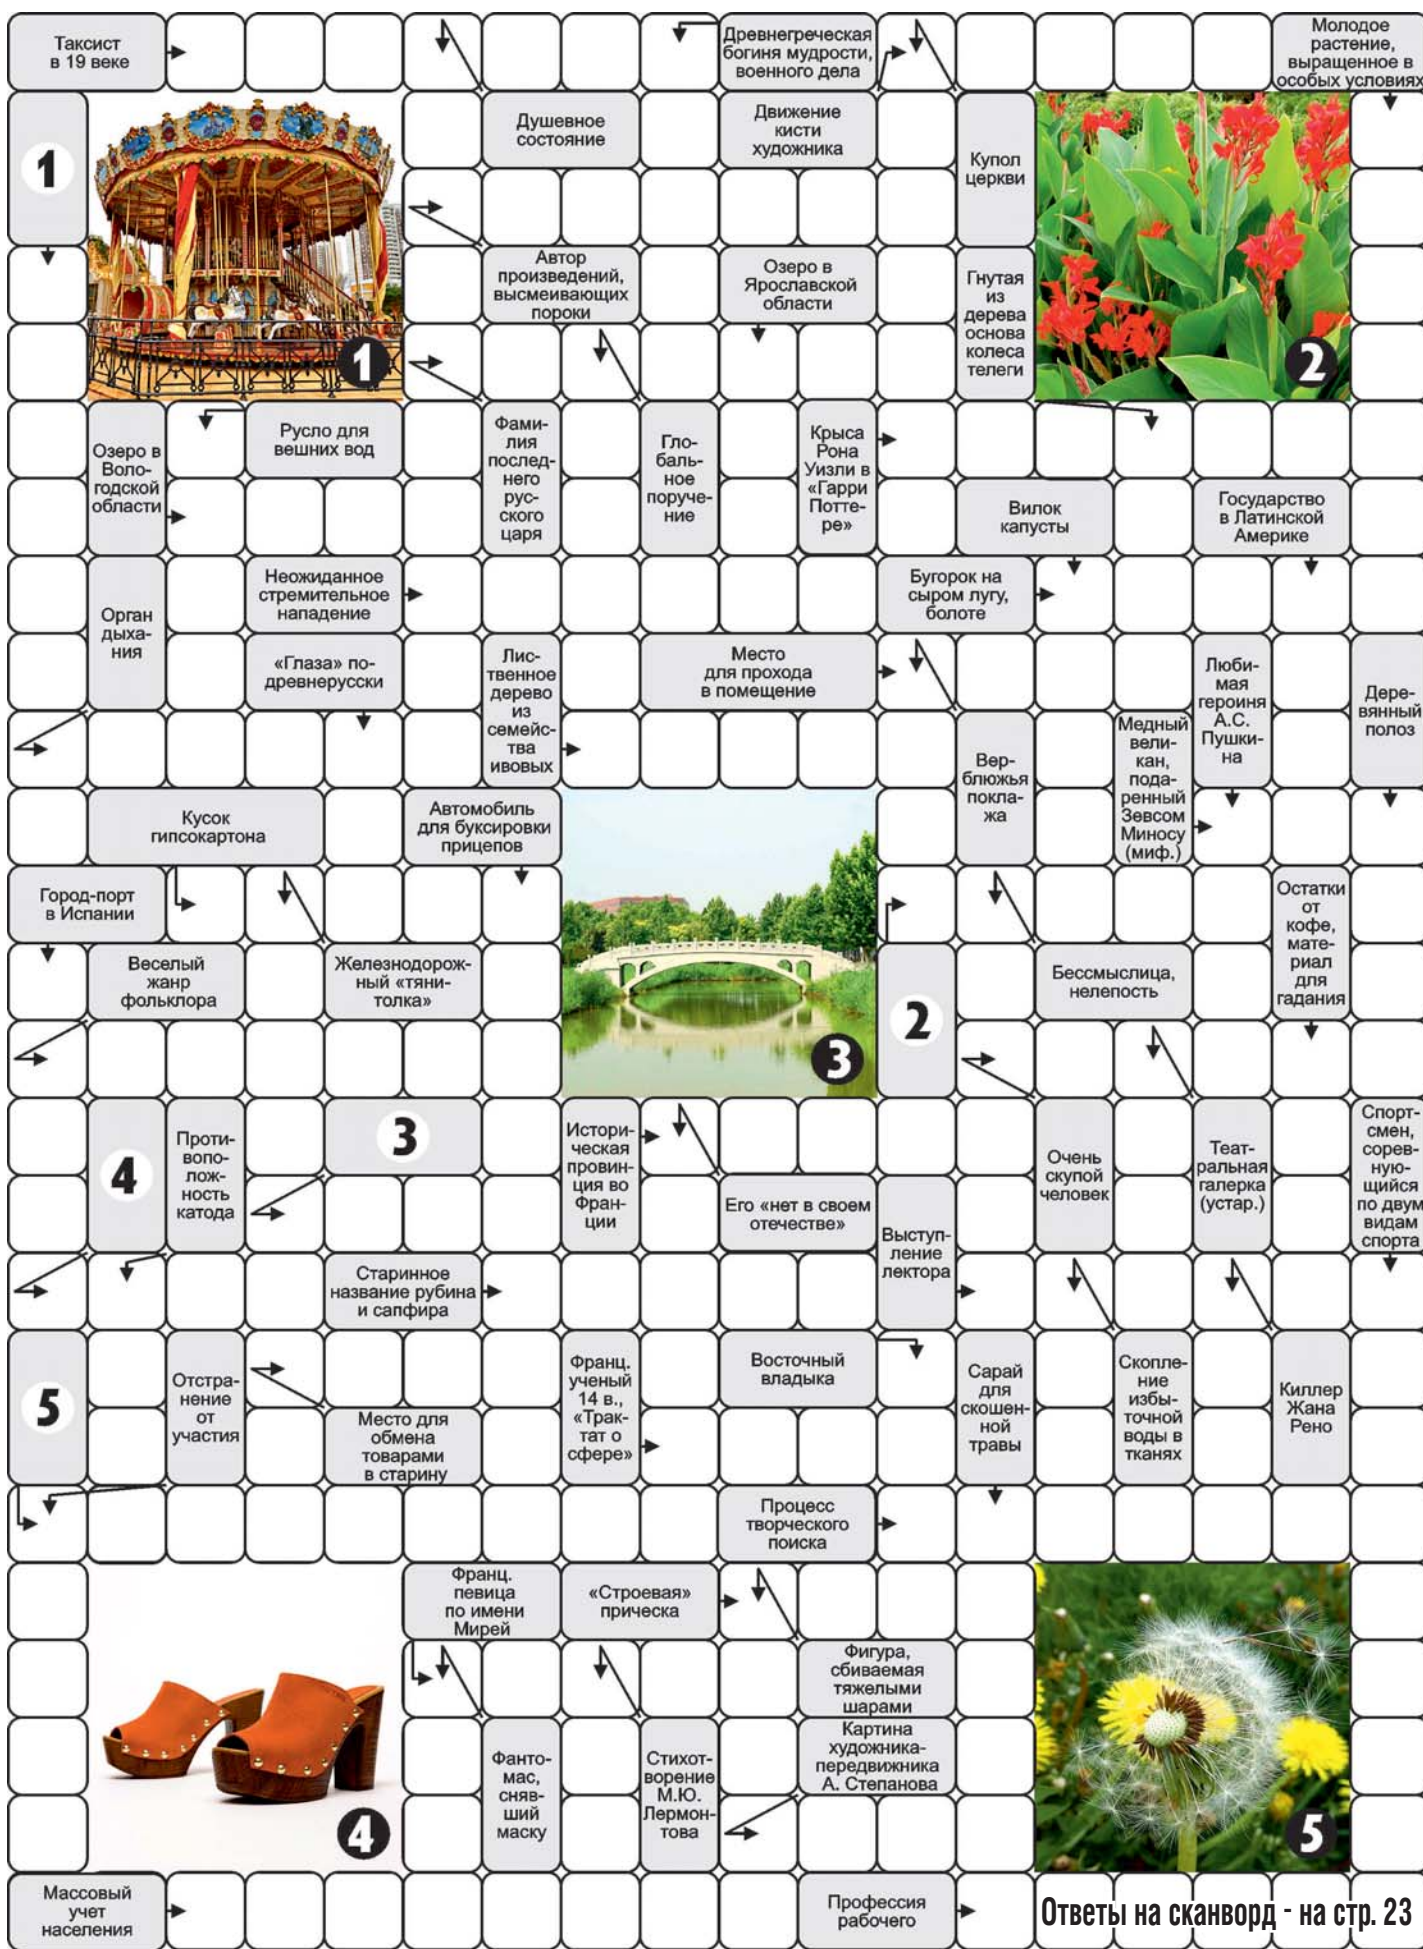 Таксист
в 19 веке
Древнегреческая
богиня мудрости,
военного дела
Молодое
растение,
выращенное в
особых условиях
1
Душевное
состояние
Движение
кисти
художника
Купол
церкви
Автор
произведений,
высмеивающих
пороки
Озеро в
Ярославской
области
Гнутая
из
дерева
основа
колеса
телеги
1
2
Озеро в
Воло-
годской
области
Русло для
вешних вод
Фами-
лия
послед-
него
рус-
ского
царя
Гло-
баль-
ное
поруче-
ние
Крыса
Рона
Уизли в
«Гарри
Потте-
ре»
Вилок
капусты
Государство
в Латинской
Америке
Орган
дыха-
ния
Неожиданное
стремительное
нападение
Бугорок на
сыром лугу,
болоте
«Глаза» по-
древнерусски
Лис-
твенное
дерево
из
семейс-
тва
ивовых
Место
для прохода
в помещение
Люби-
мая
героиня
А.С.
Пушки-
на
Дере-
вянный
полоз
Вер-
блюжья
покла-
жа
Медный
вели-
кан,
пода-
ренный
Зевсом
Миносу
(миф.)
Кусок
гипсокартона
Автомобиль
для буксировки
прицепов
Город-порт
в Испании
Остатки
от
кофе,
мате-
риал
для
гадания
Веселый
жанр
фольклора
Железнодорож-
ный «тяни-
толка»
3
2
Бессмыслица,
нелепость
4
Проти-
вопо-
лож-
ность
катода
3
Истори-
ческая
провин-
ция во
Фран-
ции
Очень
скупой
человек
Теат-
ральная
галерка
(устар.)
Спорт-
смен,
сорев-
ную-
щийся
по двум
видам
спорта
Его «нет в своем
отечестве»
Выступ-
ление
лектора
Старинное
название рубина
и сапфира
5
Отстра-
нение
от
участия
Франц.
ученый
14 в.,
«Трак-
тат о
сфере»
Восточный
владыка
Сарай
для
скошен-
ной
травы
Скопле-
ние
избы-
точной
воды в
тканях
Киллер
Жана
Рено
Место для
обмена
товарами
в старину
Процесс
творческого
поиска
Франц.
певица
по имени
Мирей
«Строевая»
прическа
Фигура,
сбиваемая
тяжелыми
шарами
Фанто-
мас,
сняв-
ший
маску
Стихот-
ворение
М.Ю.
Лермон-
това
Картина
художника-
передвижника
А. Степанова
4
5
Массовый
учет
населения
Профессия
рабочего
Ответы на сканворд - на стр. 23